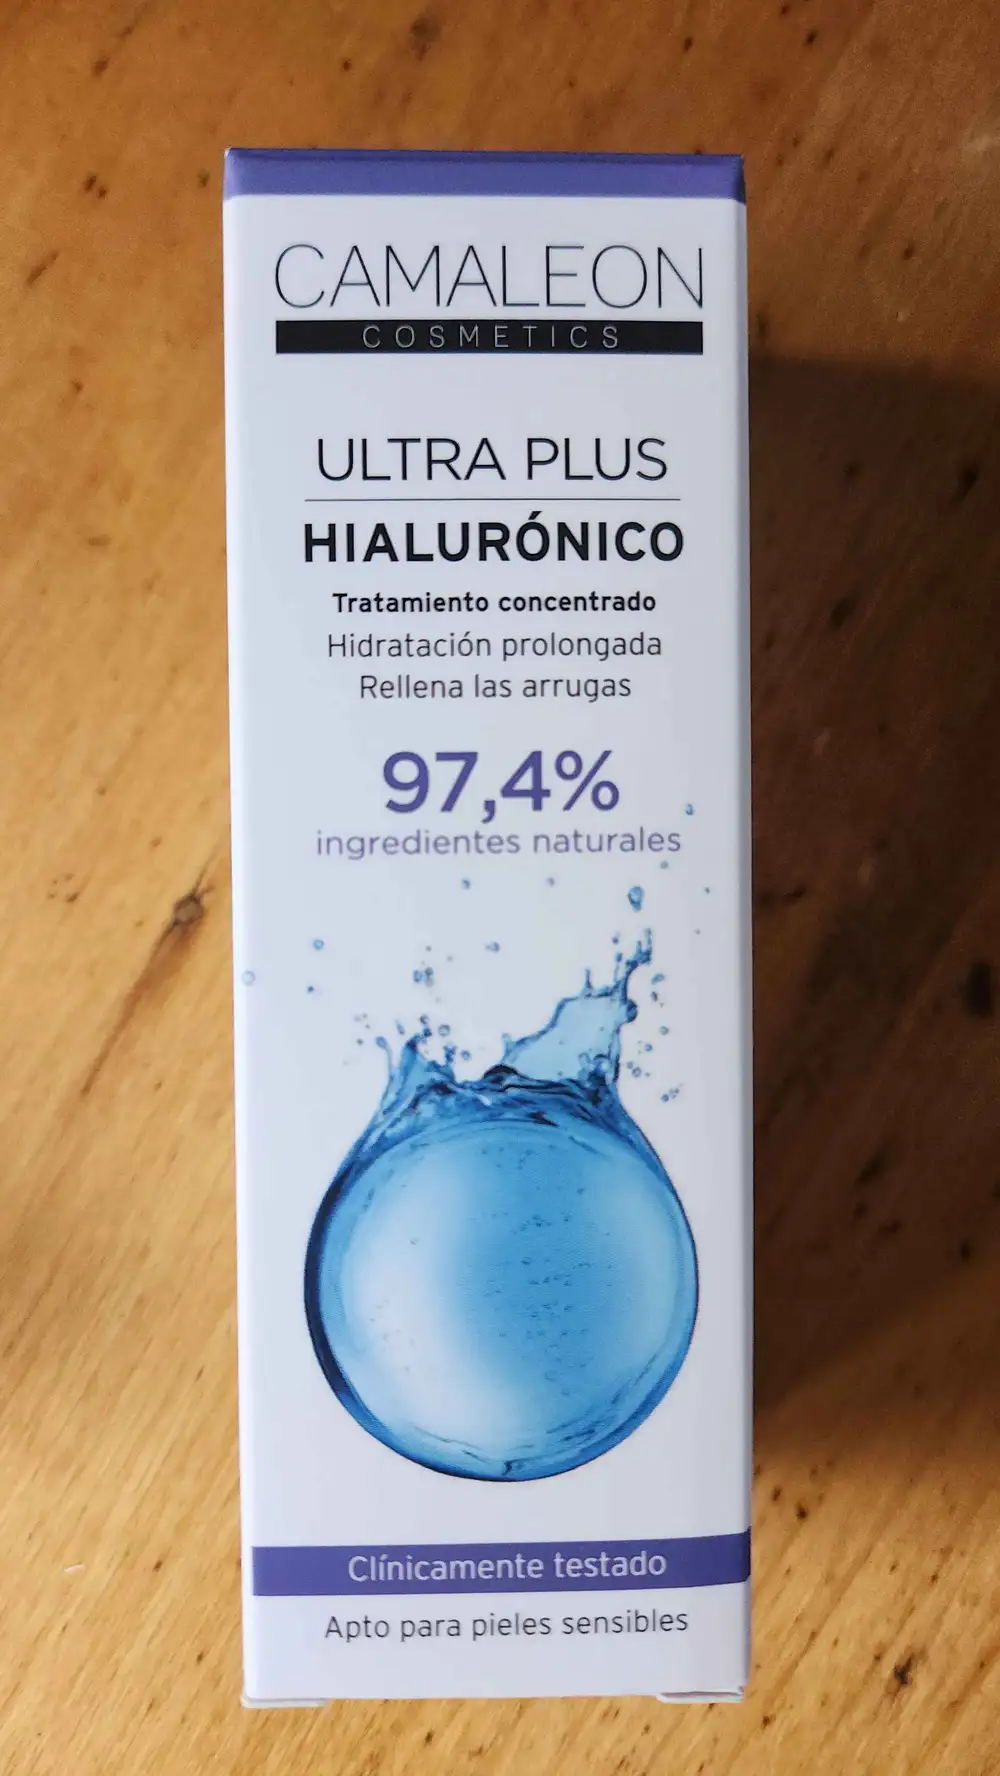 CAMALEON
COSMETICS
ULTRA PLUS
HIALURÓNICO
Tratamiento concentrado
Hidratación prolongada
Rellena las arrugas
97,4%
ingredientes naturales
Clínicamente testado
Apto para pieles sensibles